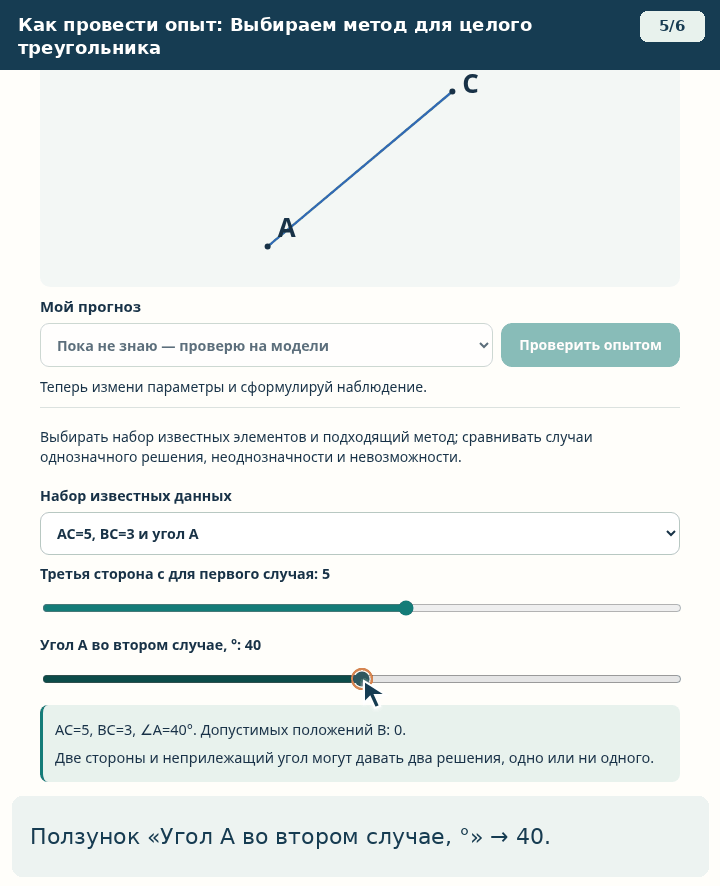 Как провести опыт: Выбираем метод для целого
треугольника
5/6
C
A
Мой прогноз
Пока не знаю — проверю на модели
Проверить опытом
Теперь измени параметры и сформулируй наблюдение.
Выбирать набор известных элементов и подходящий метод; сравнивать случаи
однозначного решения, неоднозначности и невозможности.
Набор известных данных
AC=5, BC=3 и угол A
Третья сторона c для первого случая: 5
Угол A во втором случае, °: 40
AC=5, BC=3, ∠A=40°. Допустимых положений B: 0.
Две стороны и неприлежащий угол могут давать два решения, одно или ни одного.
Ползунок «Угол A во втором случае, °» → 40.